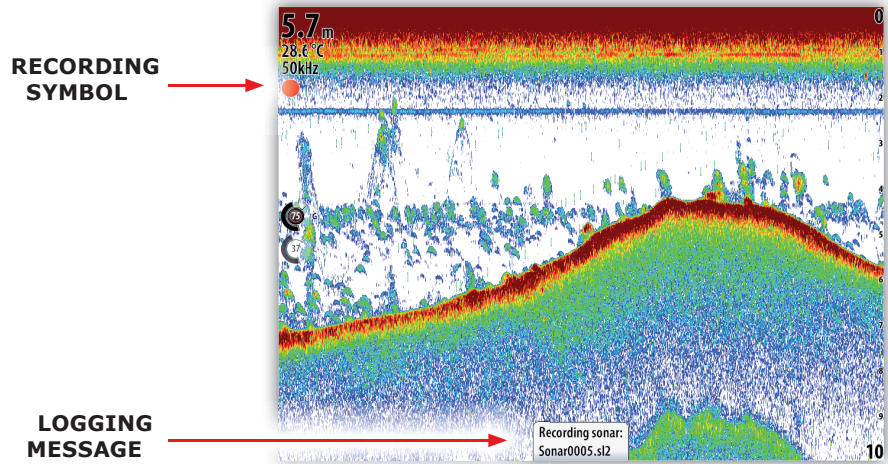 5.7 m
28.6 °C
50kHz
RECORDING
SYMBOL
0
1
2
3
4
5
6
7
8
9
10
75 G
37
LOGGING
MESSAGE
Recording sonar:
Sonar0005.sl2